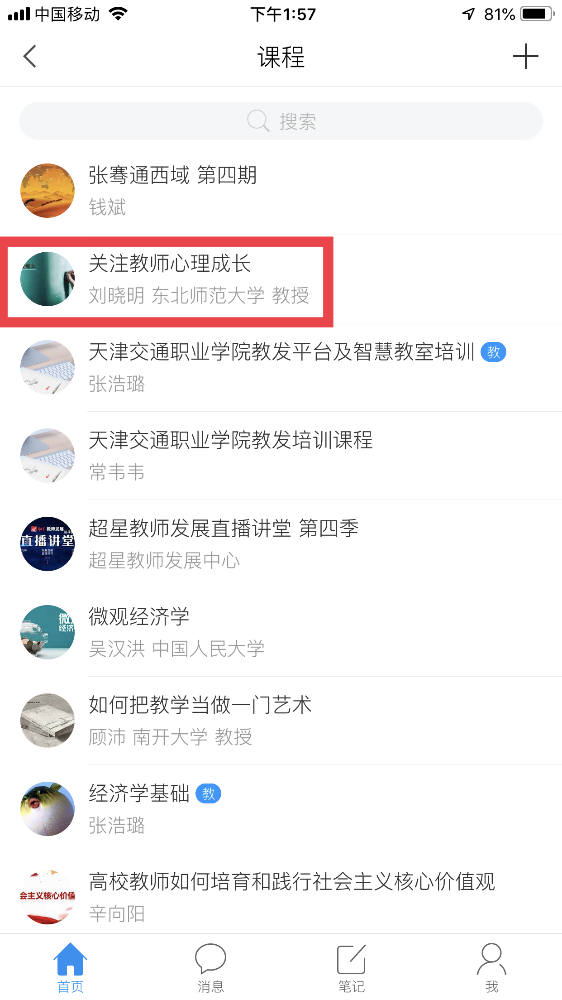 中国移动 下午1:57 81%
课程
搜索
张骞通西域 第四期
钱斌
关注教师心理成长
刘晓明 东北师范大学 教授
天津交通职业学院教发平台及智慧教室培训 教
张浩璐
天津交通职业学院教发培训课程
常韦韦
教师发展
直播讲堂
超星教师发展直播讲堂 第四季
超星教师发展中心
微观经济学
吴汉洪 中国人民大学
如何把教学当做一门艺术
顾沛 南开大学 教授
经济学基础 教
张浩璐
会主义核心价值
高校教师如何培育和践行社会主义核心价值观
辛向阳
首页 消息 笔记 我